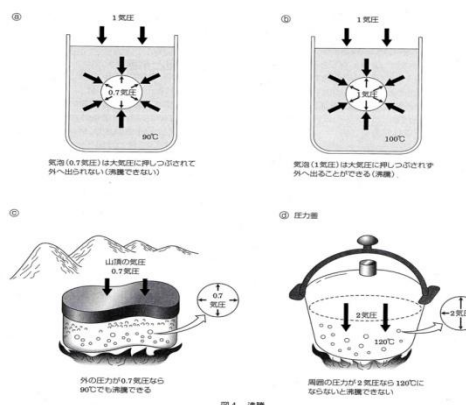 ⓐ
1気圧
0.7気圧
90℃
気泡(0.7気圧)は大気圧に押しつぶされて
外へ出られない(沸騰できない)
ⓑ
1気圧
1気圧
100℃
気泡(1気圧)は大気圧に押しつぶされず
外へ出ることができる(沸騰)
ⓒ
山頂の気圧
0.7気圧
0.7
気圧
外の圧力が0.7気圧なら
90℃でも沸騰できる
ⓓ 圧力釜
2気圧
120℃
2気圧
周囲の圧力が2気圧なら120℃に
ならないと沸騰できない
図4 沸騰